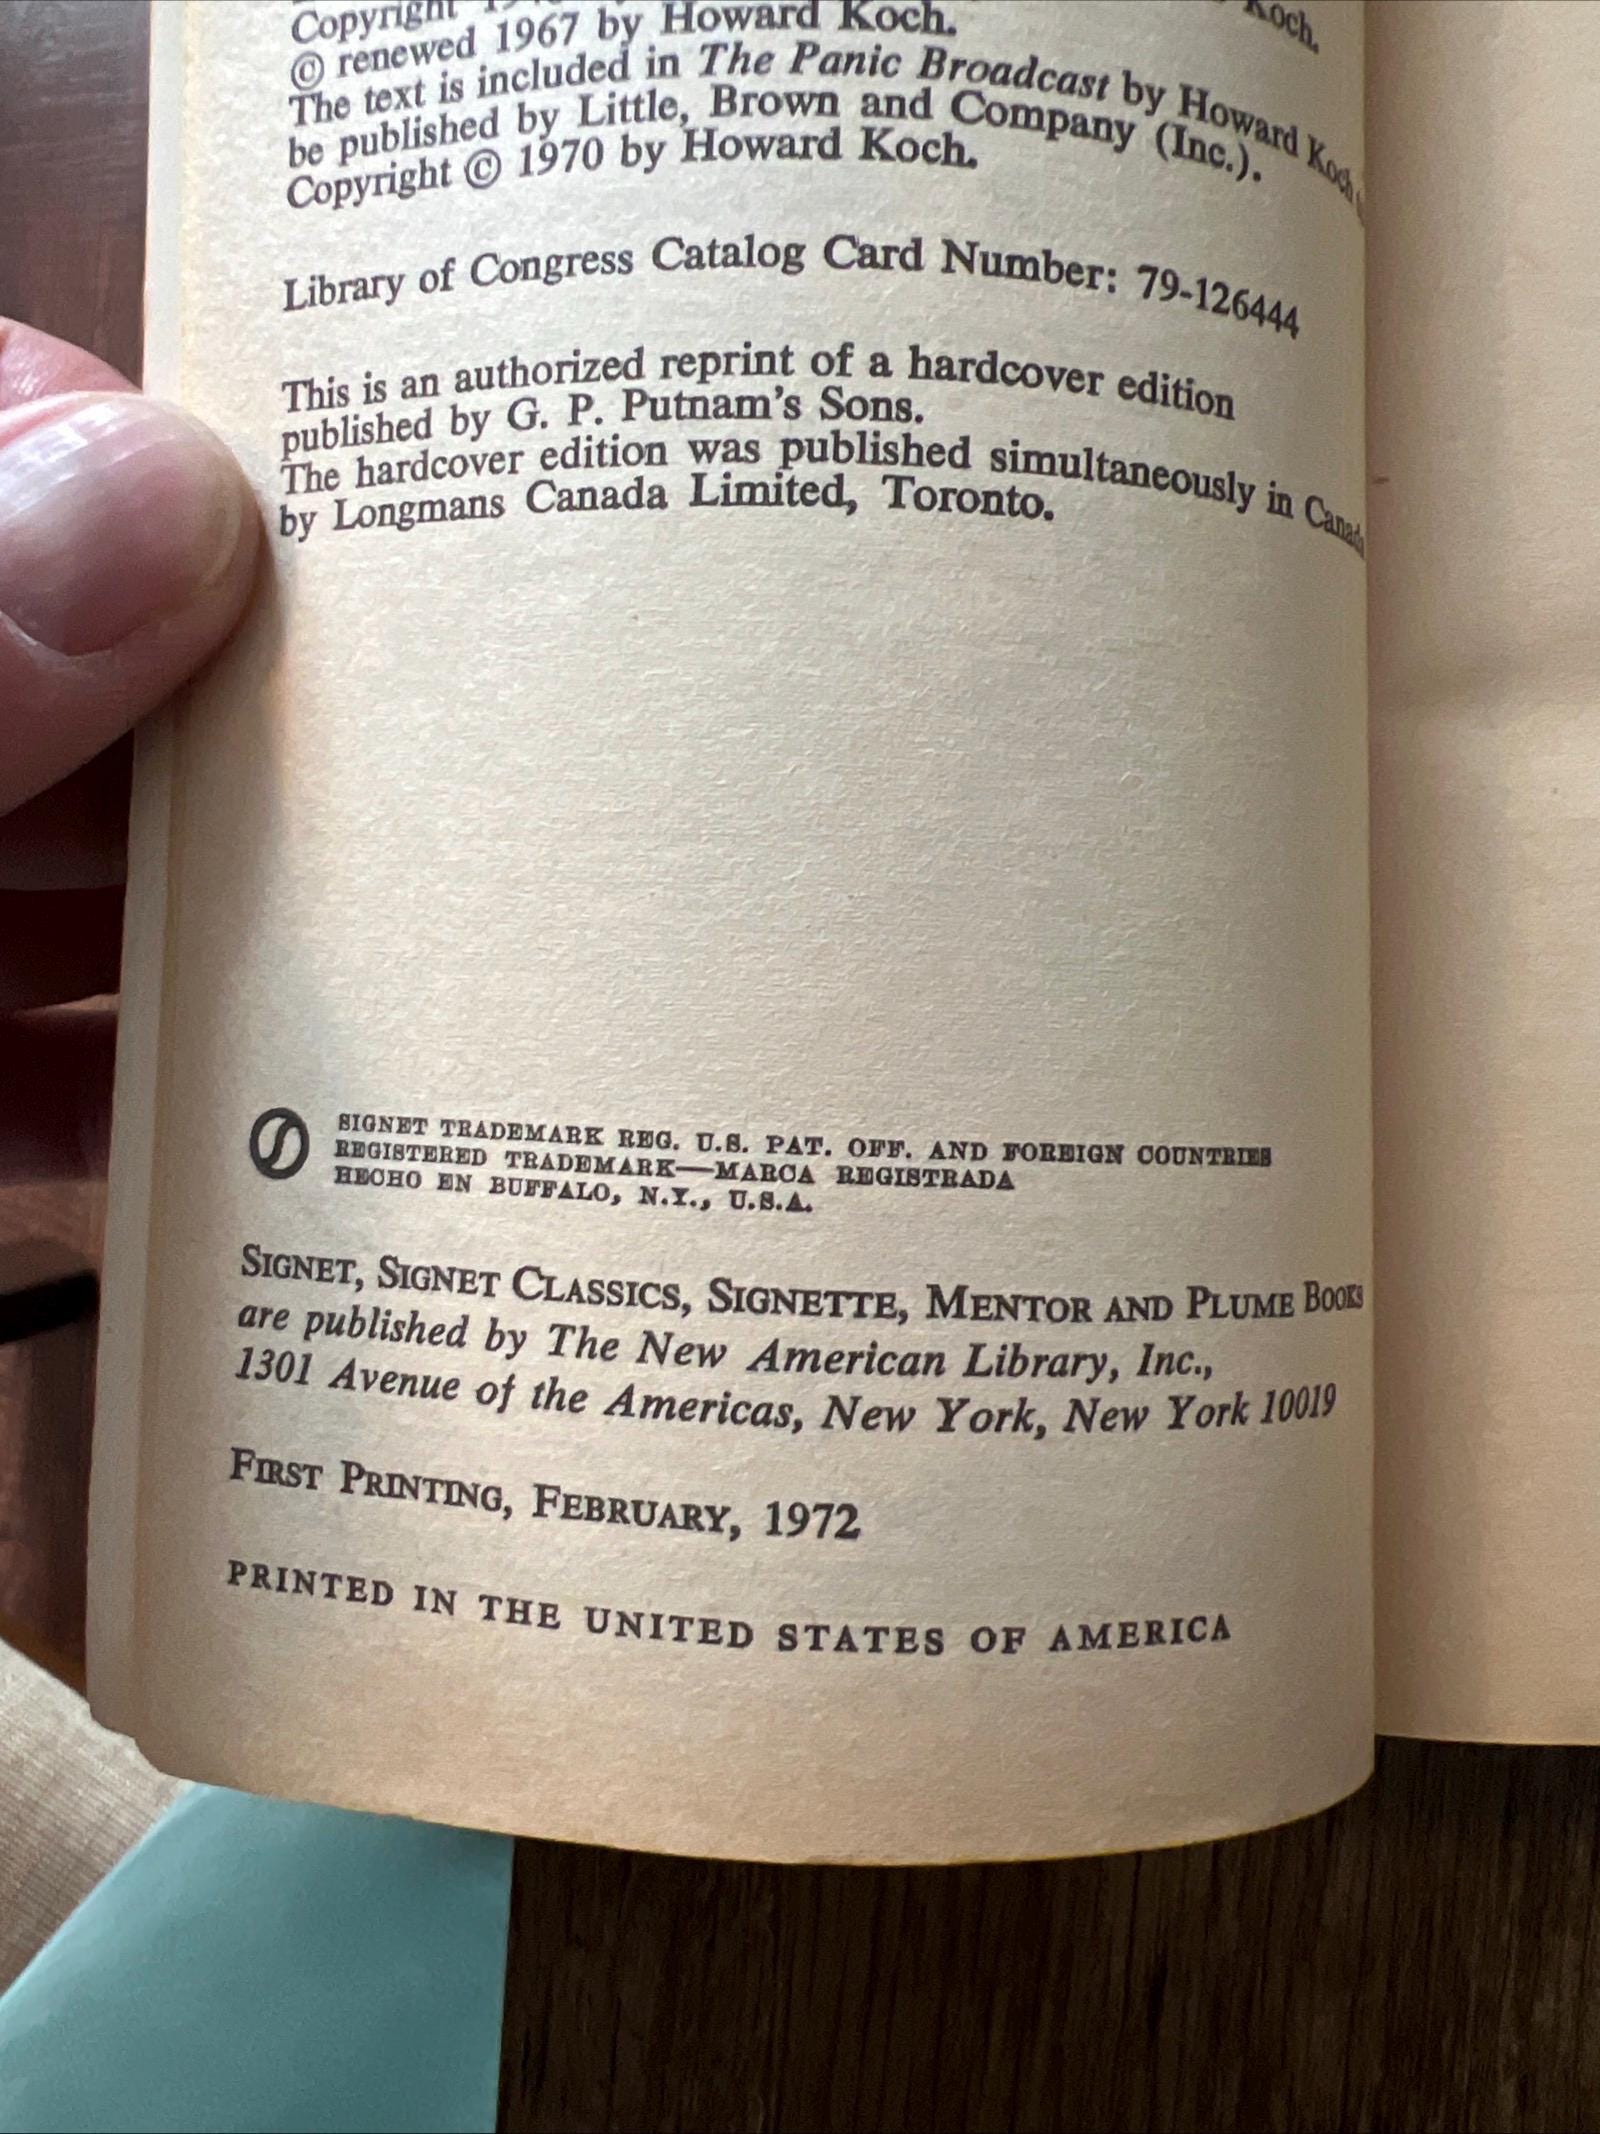 Copyright
Koch.
© renewed 1967 by Howard Koch.
The text is included in The Panic Broadcast by Howard Koch
be published by Little, Brown and Company (Inc.).
Copyright © 1970 by Howard Koch.
Library of Congress Catalog Card Number: 79-126444
This is an authorized reprint of a hardcover edition
published by G. P. Putnam's Sons.
The hardcover edition was published simultaneously in Canada
by Longmans Canada Limited, Toronto.
SIGNET TRADEMARK REG. U.S. PAT. OFF. AND FOREIGN COUNTRIES
REGISTERED TRADEMARK—MARCA REGISTRADA
HECHO EN BUFFALO, N.Y., U.S.A.
SIGNET, SIGNET CLASSICS, SIGNETTE, MENTOR AND PLUME BOOKS
are published by The New American Library, Inc.,
1301 Avenue of the Americas, New York, New York 10019
FIRST PRINTING, FEBRUARY, 1972
PRINTED IN THE UNITED STATES OF AMERICA